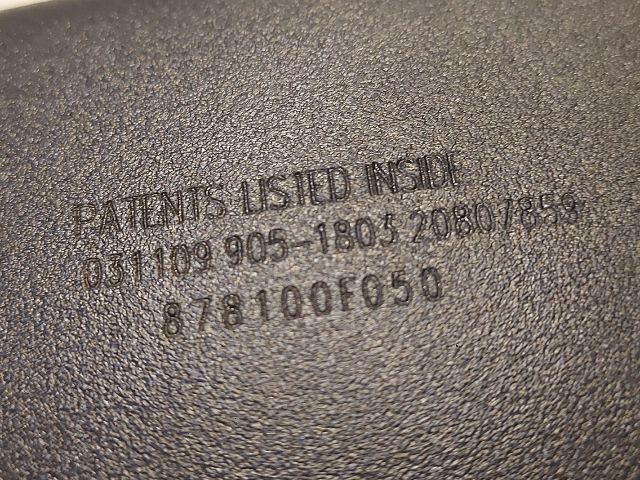 PATENTS LISTED INSIDE
031109 905-1803 20807859
878100F050